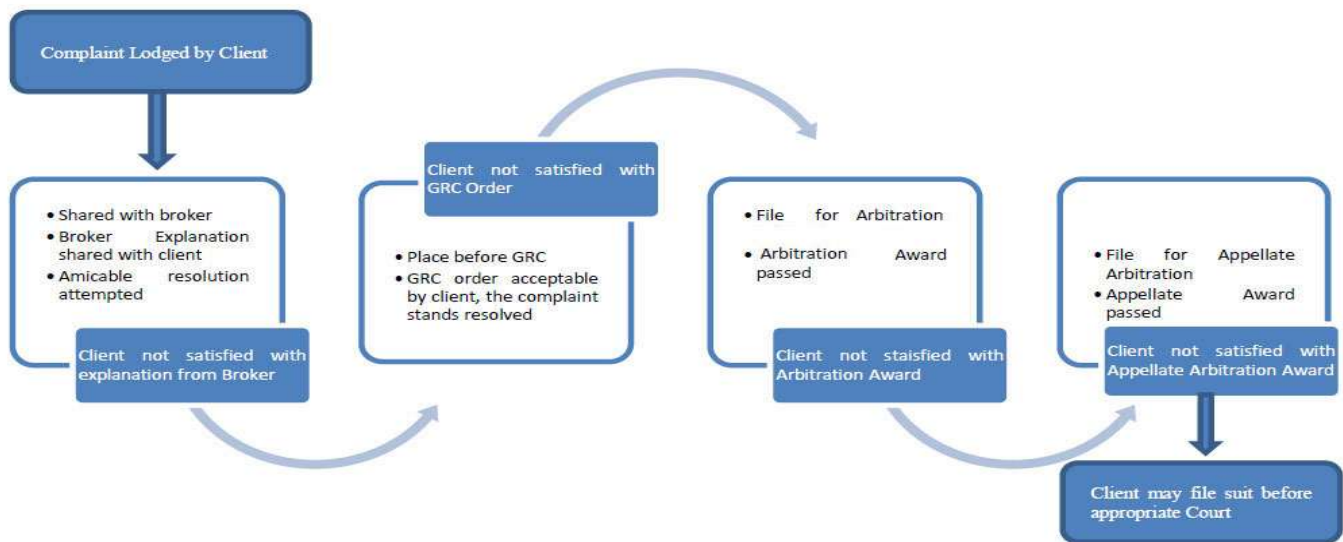 Complaint Lodged by Client
• Shared with broker
• Broker Explanation
shared with client
• Amicable resolution
attempted
Client not satisfied with
explanation from Broker
Client not satisfied with
GRC Order
• Place before GRC
• GRC order acceptable
by client, the complaint
stands resolved
• File for Arbitration
• Arbitration Award
passed
Client not staisfied with
Arbitration Award
• File for Appellate
Arbitration
• Appellate Award
passed
Client not satisfied with
Appellate Arbitration Award
Client may file suit before
appropriate Court